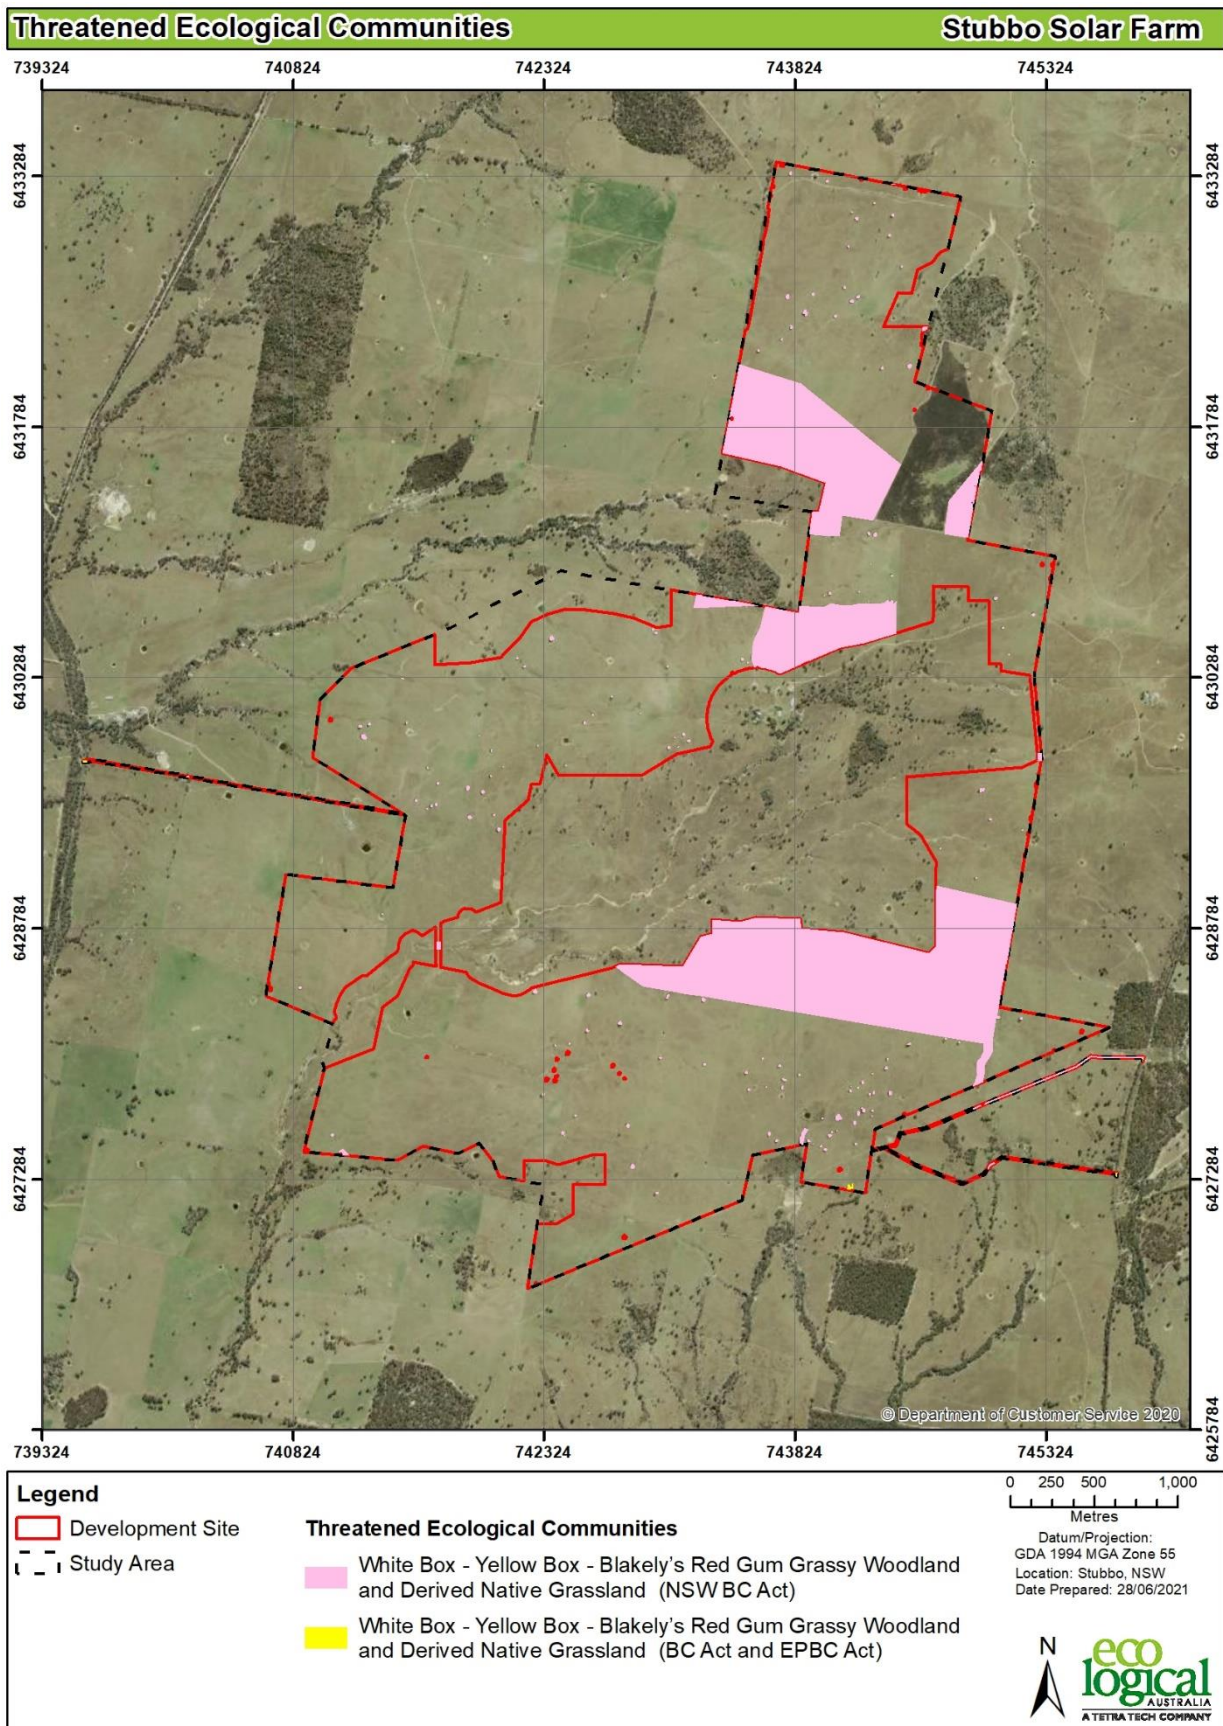 Threatened Ecological Communities
Stubbo Solar Farm
739324 740824 742324 743824 745324
6433284 6433284
6431784 6431784
6430284 6430284
6428784 6428784
6427284 6427284
6425784
© Department of Customer Service 2020
739324 740824 742324 743824 745324
Legend
Development Site
Study Area
Threatened Ecological Communities
White Box - Yellow Box - Blakely's Red Gum Grassy Woodland
and Derived Native Grassland (NSW BC Act)
White Box - Yellow Box - Blakely's Red Gum Grassy Woodland
and Derived Native Grassland (BC Act and EPBC Act)
0 250 500 1,000
Metres
Datum/Projection:
GDA 1994 MGA Zone 55
Location: Stubbo, NSW
Date Prepared: 28/06/2021
N
eco
logical
AUSTRALIA
A TETRA TECH COMPANY